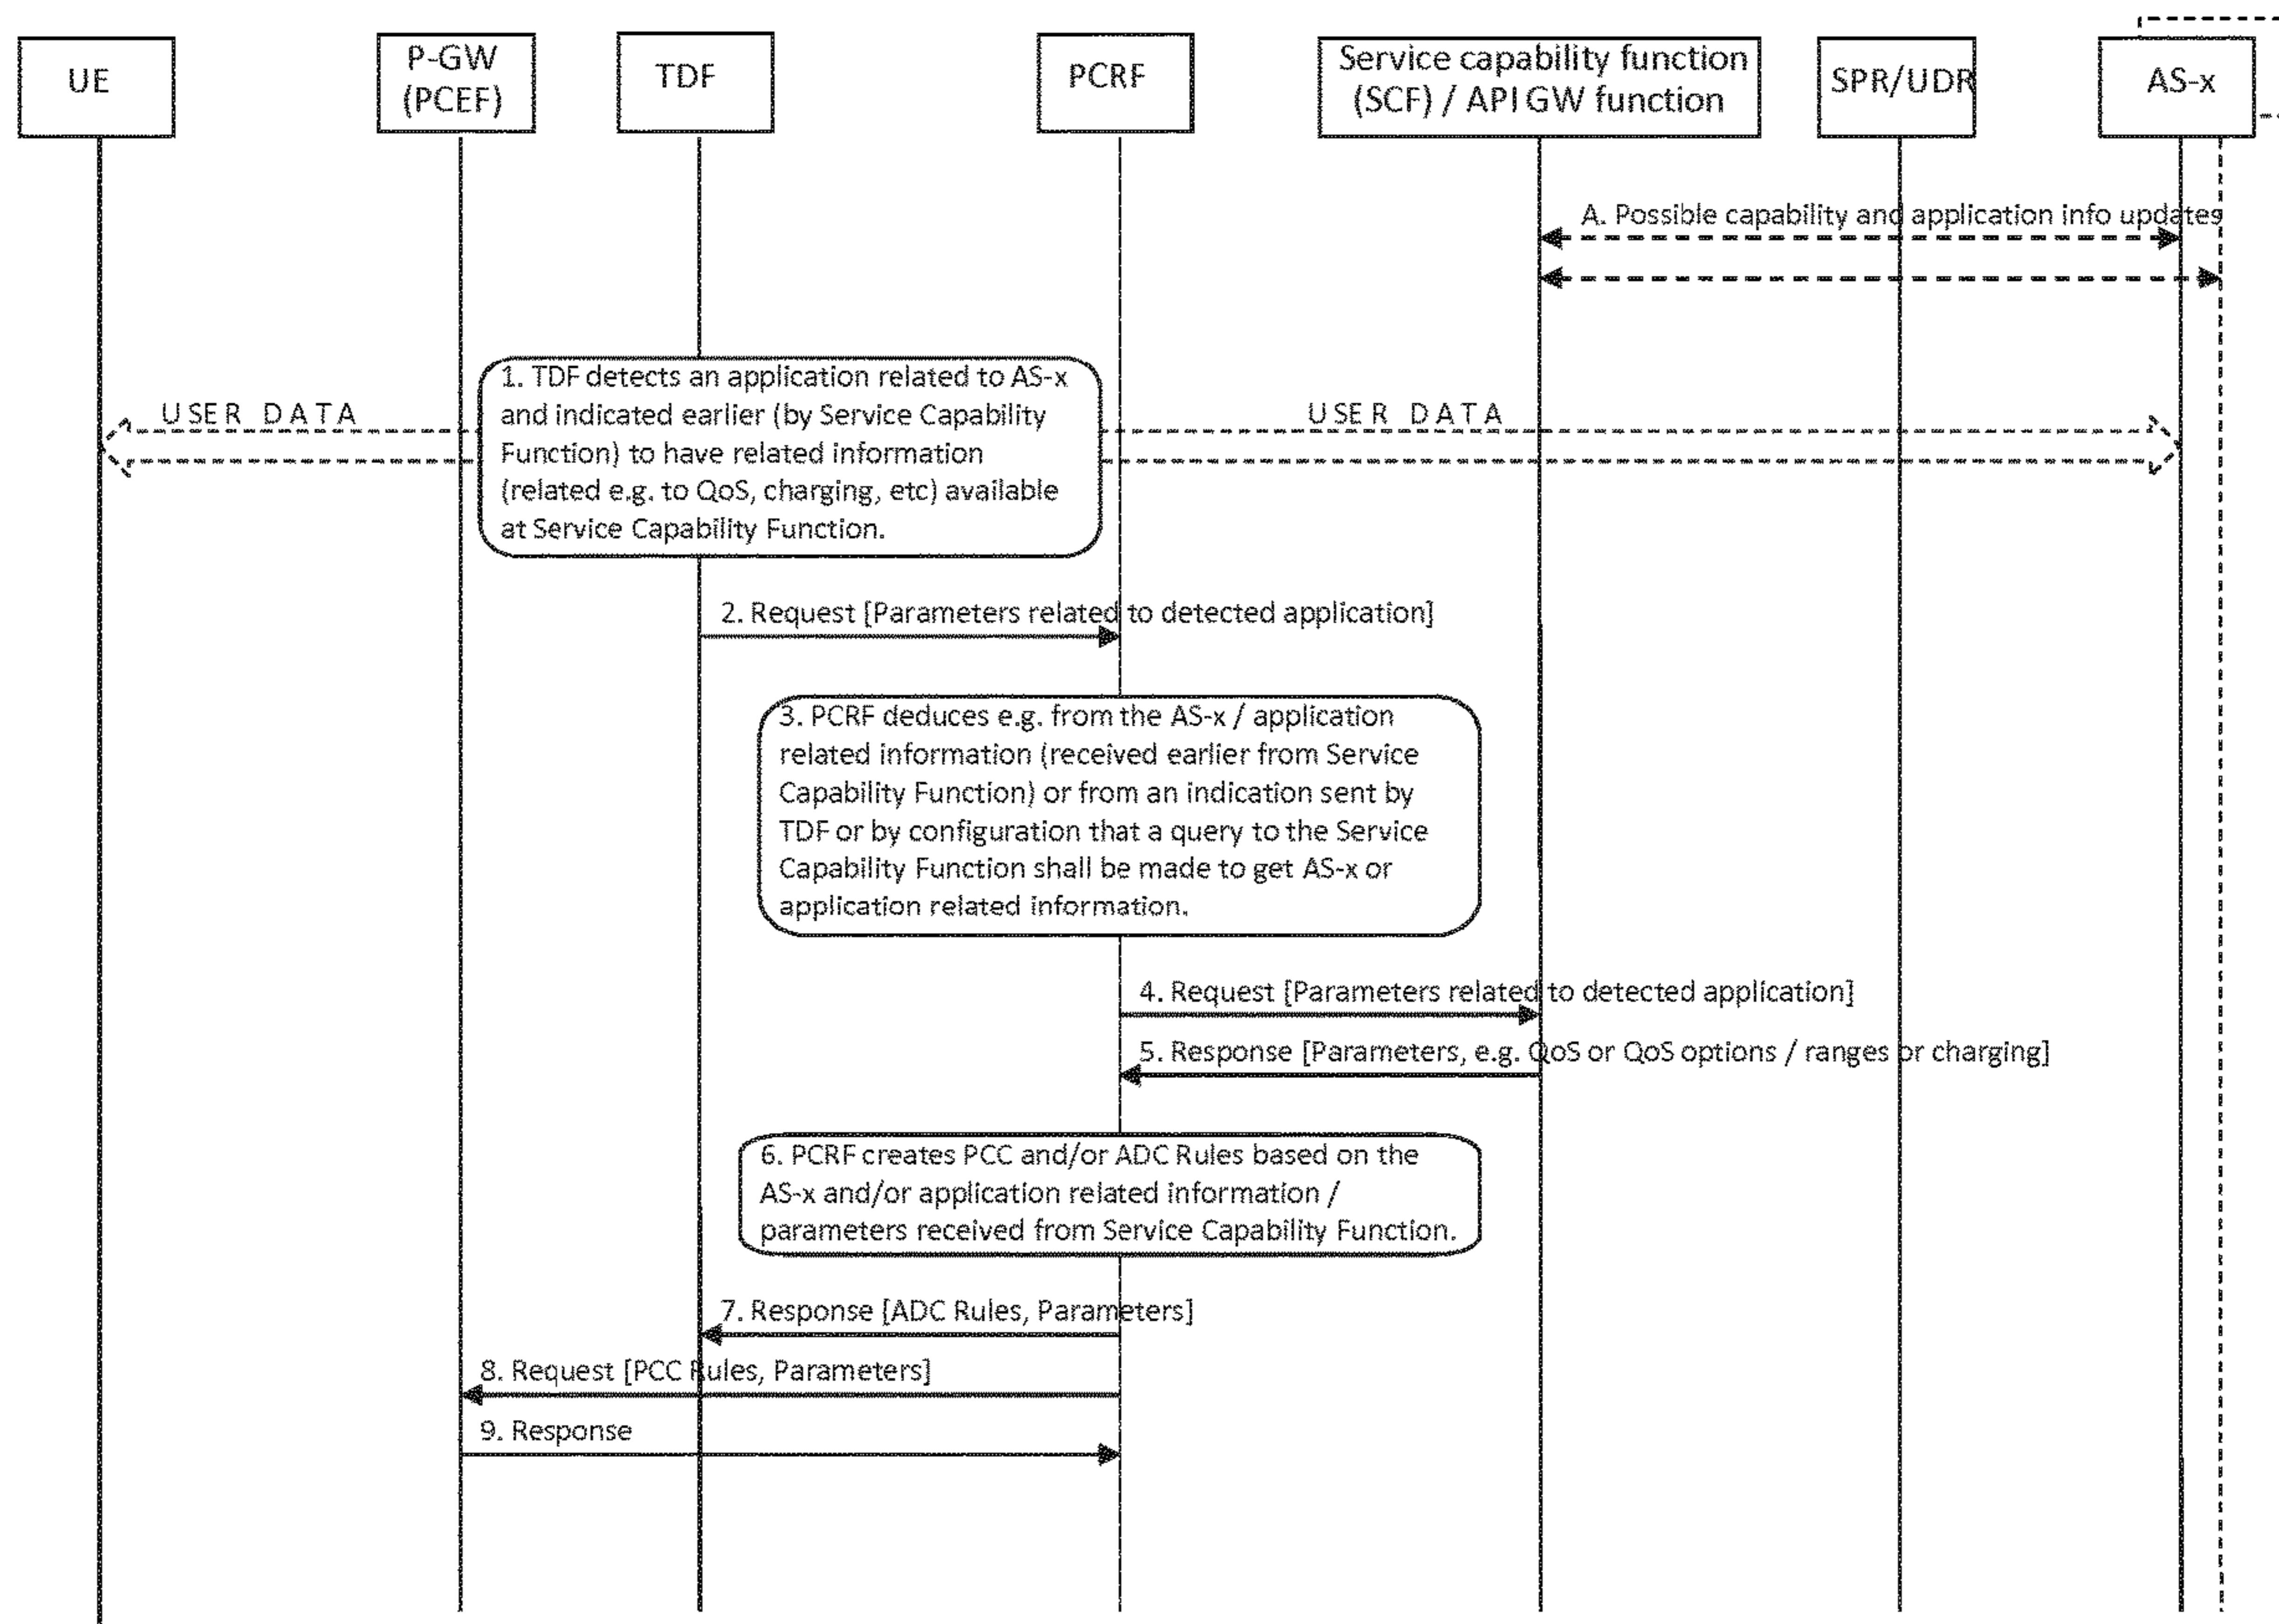 UE
P-GW
(PCEF)
TDF
PCRF
Service capability function
(SCF) / API GW function
SPR/UDR
AS-x
A. Possible capability and application info updates
1. TDF detects an application related to AS-x
and indicated earlier (by Service Capability
Function) to have related information
(related e.g. to QoS, charging, etc) available
at Service Capability Function.
USER DATA
USER DATA
2. Request [Parameters related to detected application]
3. PCRF deduces e.g. from the AS-x / application
related information (received earlier from Service
Capability Function) or from an indication sent by
TDF or by configuration that a query to the Service
Capability Function shall be made to get AS-x or
application related information.
4. Request [Parameters related to detected application]
5. Response [Parameters, e.g. QoS or QoS options / ranges or charging]
6. PCRF creates PCC and/or ADC Rules based on the
AS-x and/or application related information /
parameters received from Service Capability Function.
7. Response [ADC Rules, Parameters]
8. Request [PCC Rules, Parameters]
9. Response